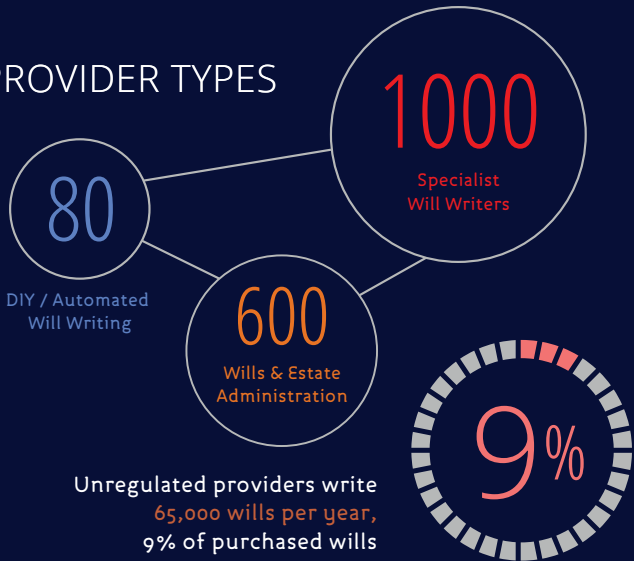 PROVIDER TYPES
1000
Specialist
Will Writers
80
DIY / Automated
Will Writing
600
Wills & Estate
Administration
9%
Unregulated providers write
65,000 wills per year,
9% of purchased wills